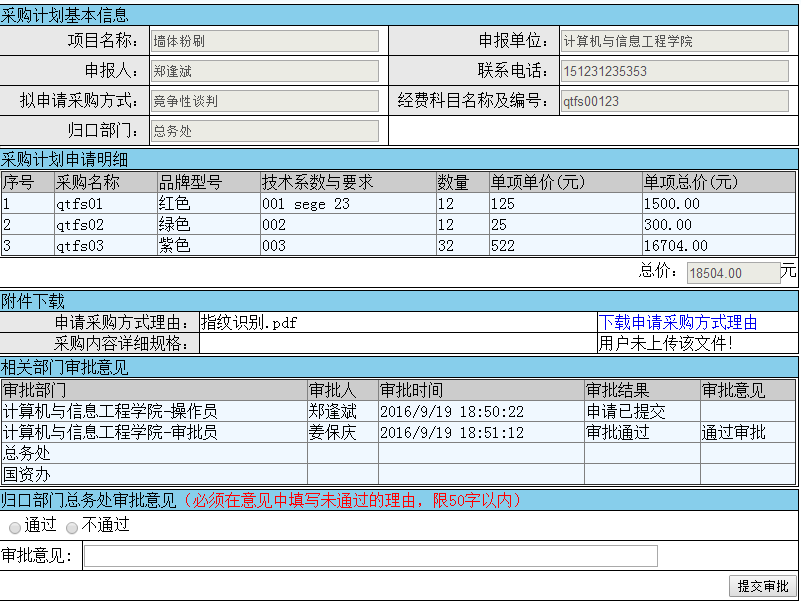 采购计划基本信息
项目名称： 墙体粉刷 申报单位： 计算机与信息工程学院
申报人： 郑逢斌 联系电话： 151231235353
拟申请采购方式： 竞争性谈判 经费科目名称及编号： qtfs00123
归口部门： 总务处
采购计划申请明细
序号 采购名称 品牌型号 技术系数与要求 数量 单项单价(元) 单项总价(元)
1 qtfs01 红色 001 sege 23 12 125 1500.00
2 qtfs02 绿色 002 12 25 300.00
3 qtfs03 紫色 003 32 522 16704.00
总价： 18504.00 元
附件下载
申请采购方式理由： 指纹识别.pdf 下载申请采购方式理由
采购内容详细规格： 用户未上传该文件!
相关部门审批意见
审批部门 审批人 审批时间 审批结果 审批意见
计算机与信息工程学院-操作员 郑逢斌 2016/9/19 18:50:22 申请已提交
计算机与信息工程学院-审批员 姜保庆 2016/9/19 18:51:12 审批通过 通过审批
总务处
国资办
归口部门总务处审批意见（必须在意见中填写未通过的理由，限50字以内）
通过 不通过
审批意见：
提交审批